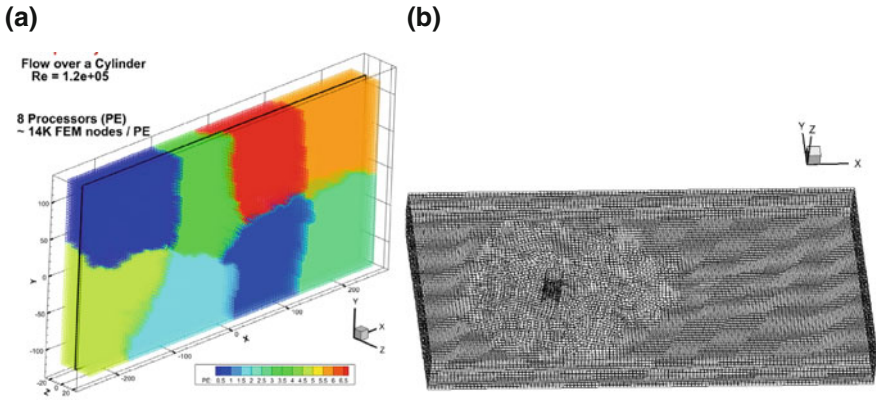 (a)
(b)
Flow over a Cylinder
Re = 1.2e+05
8 Processors (PE)
~ 14K FEM nodes / PE
100
50
0
-50
-100
Y
-20
Z
20
-200
-100
0
X
100
200
Y
X
Z
PE: 0.5 1 1.5 2 2.5 3 3.5 4 4.5 5 5.5 6 6.5
Y
Z
X